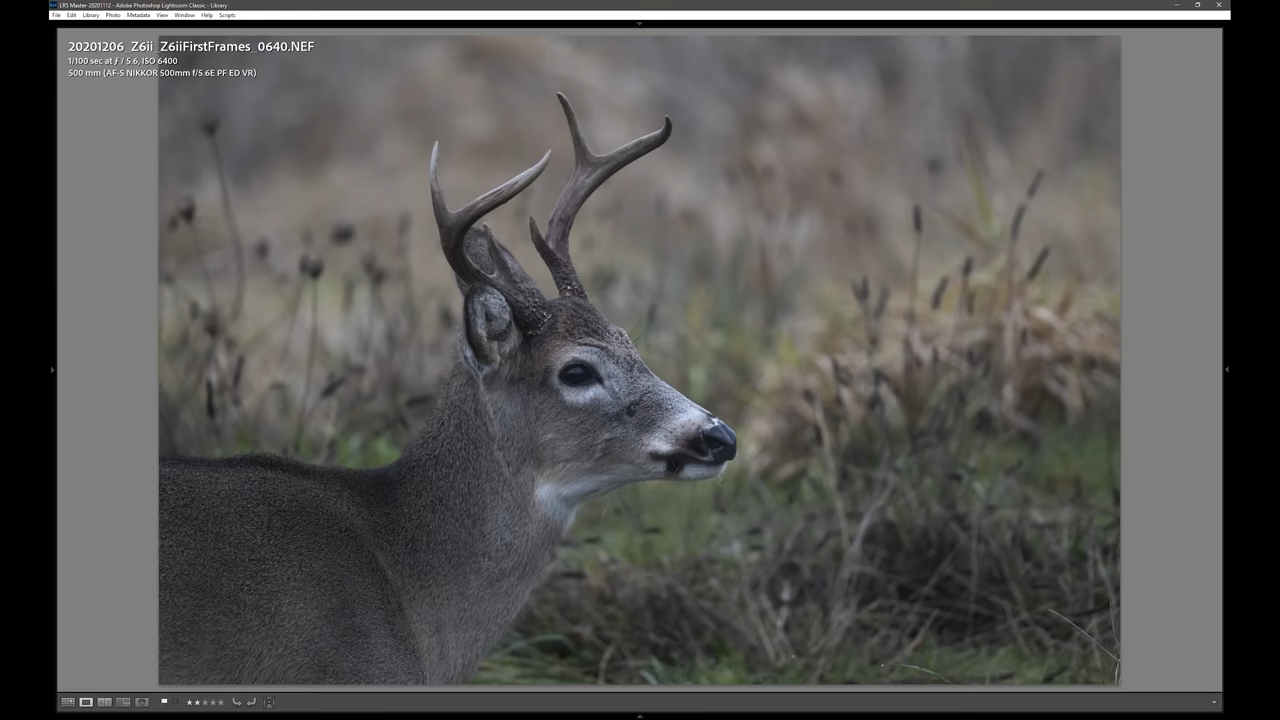 LRS Master-20201112 - Adobe Photoshop Lightroom Classic - Library
File Edit Library Photo Metadata View Window Help Scripts
20201206_Z6ii_Z6iiFirstFrames_0640.NEF
1/100 sec at ƒ / 5.6, ISO 6400
500 mm (AF-S NIKKOR 500mm f/5.6E PF ED VR)